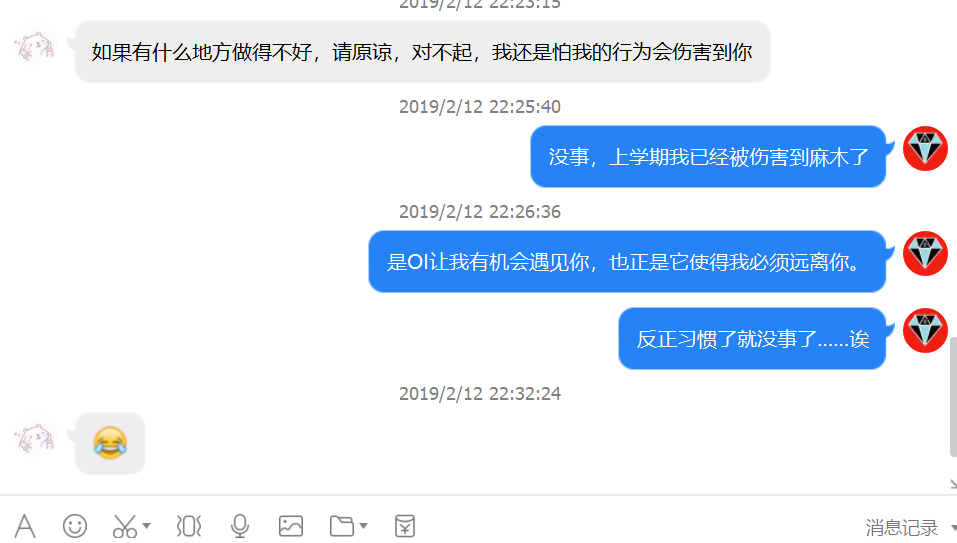 2019/2/12 22:23:15
如果有什么地方做得不好，请原谅，对不起，我还是怕我的行为会伤害到你
2019/2/12 22:25:40
没事，上学期我已经被伤害到麻木了
2019/2/12 22:26:36
是OI让我有机会遇见你，也正是它使得我必须远离你。
反正习惯了就没事了......诶
2019/2/12 22:32:24
消息记录